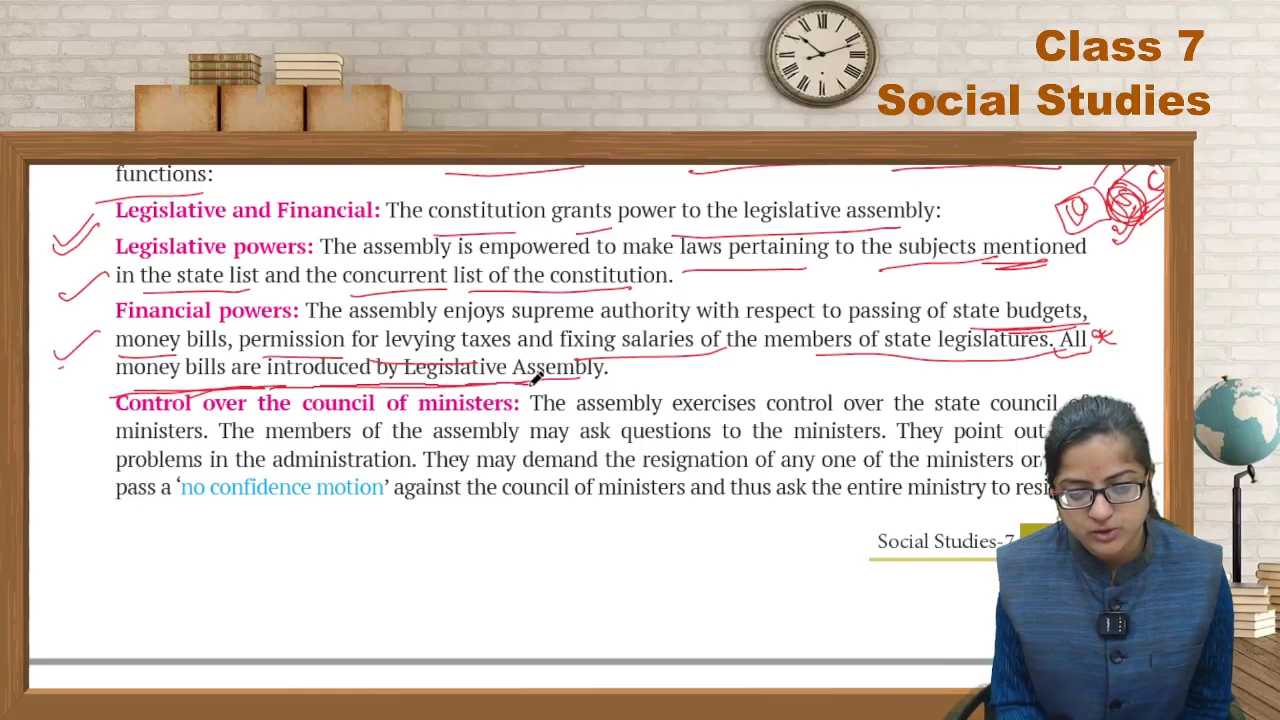 Class 7
Social Studies
functions:
Legislative and Financial: The constitution grants power to the legislative assembly:
Legislative powers: The assembly is empowered to make laws pertaining to the subjects mentioned
in the state list and the concurrent list of the constitution.
Financial powers: The assembly enjoys supreme authority with respect to passing of state budgets,
money bills, permission for levying taxes and fixing salaries of the members of state legislatures. All
money bills are introduced by Legislative Assembly.
Control over the council of ministers: The assembly exercises control over the state council of
ministers. The members of the assembly may ask questions to the ministers. They point out
problems in the administration. They may demand the resignation of any one of the ministers or
pass a ‘no confidence motion’ against the council of ministers and thus ask the entire ministry to
Social Studies-7